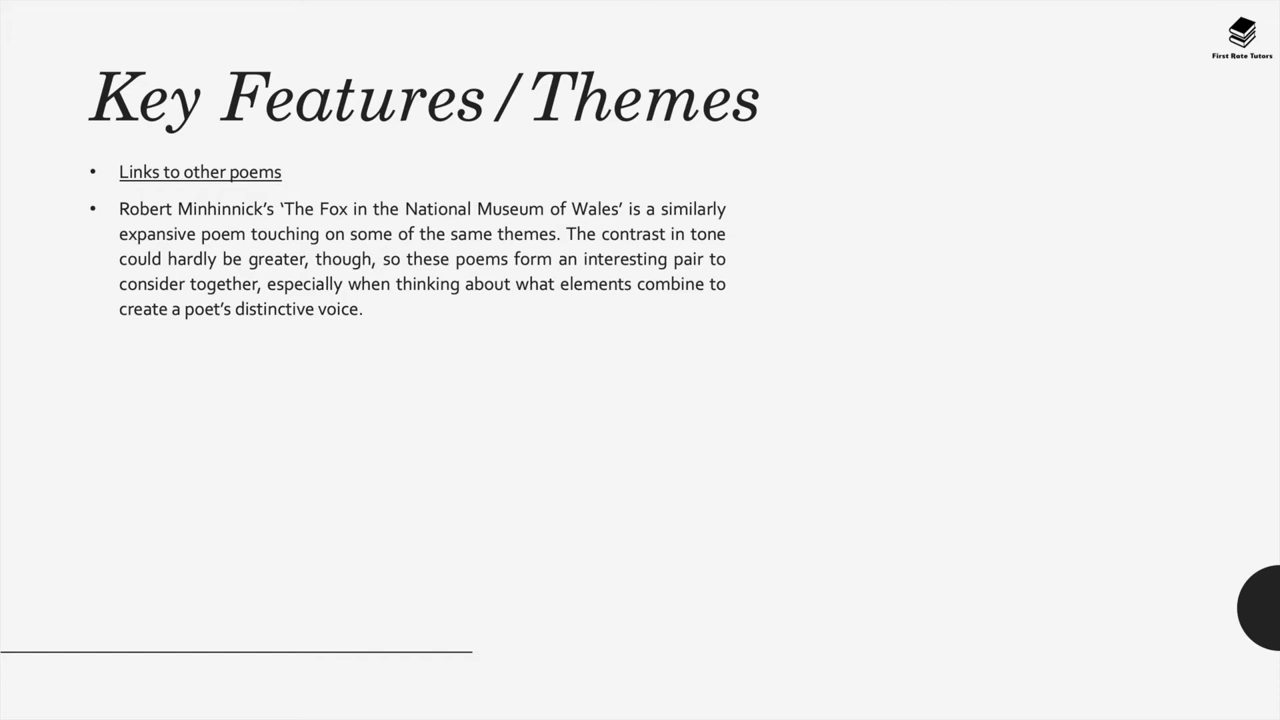 First Rate Tutors
Key Features/Themes
• Links to other poems
• Robert Minhinnick’s ‘The Fox in the National Museum of Wales’ is a similarly
expansive poem touching on some of the same themes. The contrast in tone
could hardly be greater, though, so these poems form an interesting pair to
consider together, especially when thinking about what elements combine to
create a poet’s distinctive voice.